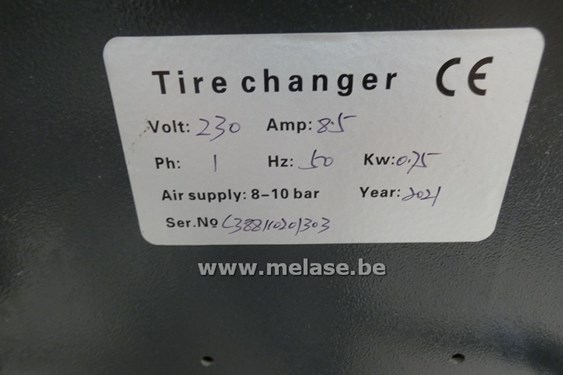 Tire changer CE
Volt: 230 Amp: 8.5
Ph: 1 Hz: 50 Kw: 0.75
Air supply: 8-10 bar Year: 2021
Ser.No
www.melase.be